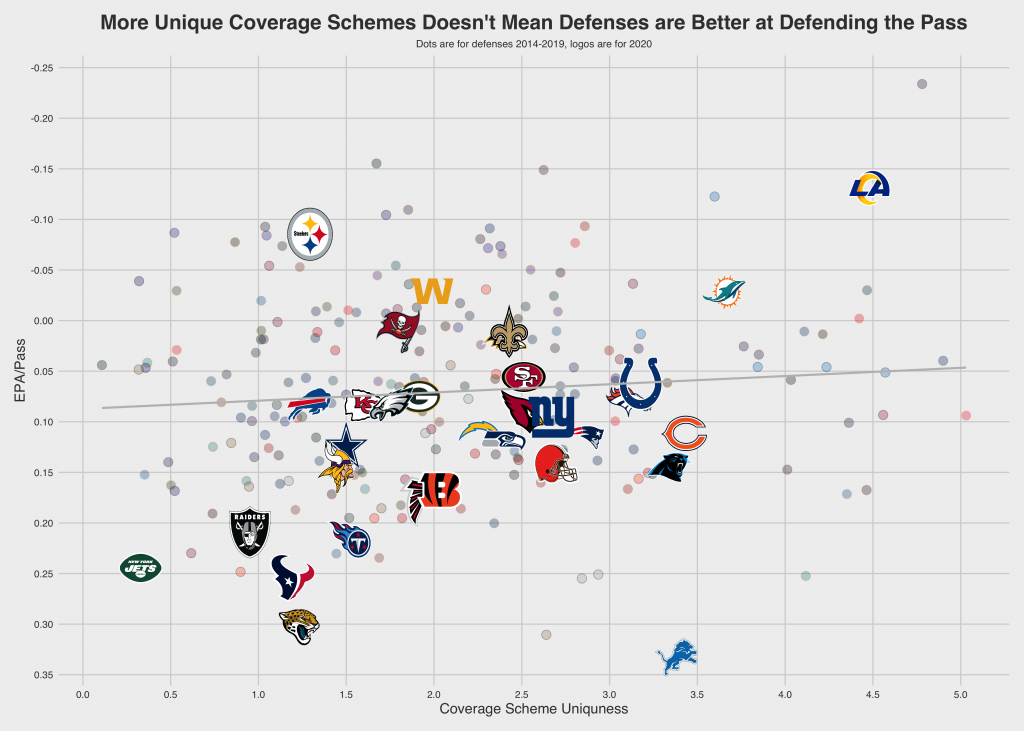 More Unique Coverage Schemes Doesn't Mean Defenses are Better at Defending the Pass
Dots are for defenses 2014-2019, logos are for 2020
-0.25
-0.20
-0.15
-0.10
-0.05
0.00
0.05
0.10
0.15
0.20
0.25
0.30
0.35
EPA/Pass
Steelers
LA
W
SF
KC
G
ny
C
B
RAIDERS
T
NEW YORK
JETS
0.0 0.5 1.0 1.5 2.0 2.5 3.0 3.5 4.0 4.5 5.0
Coverage Scheme Uniquness